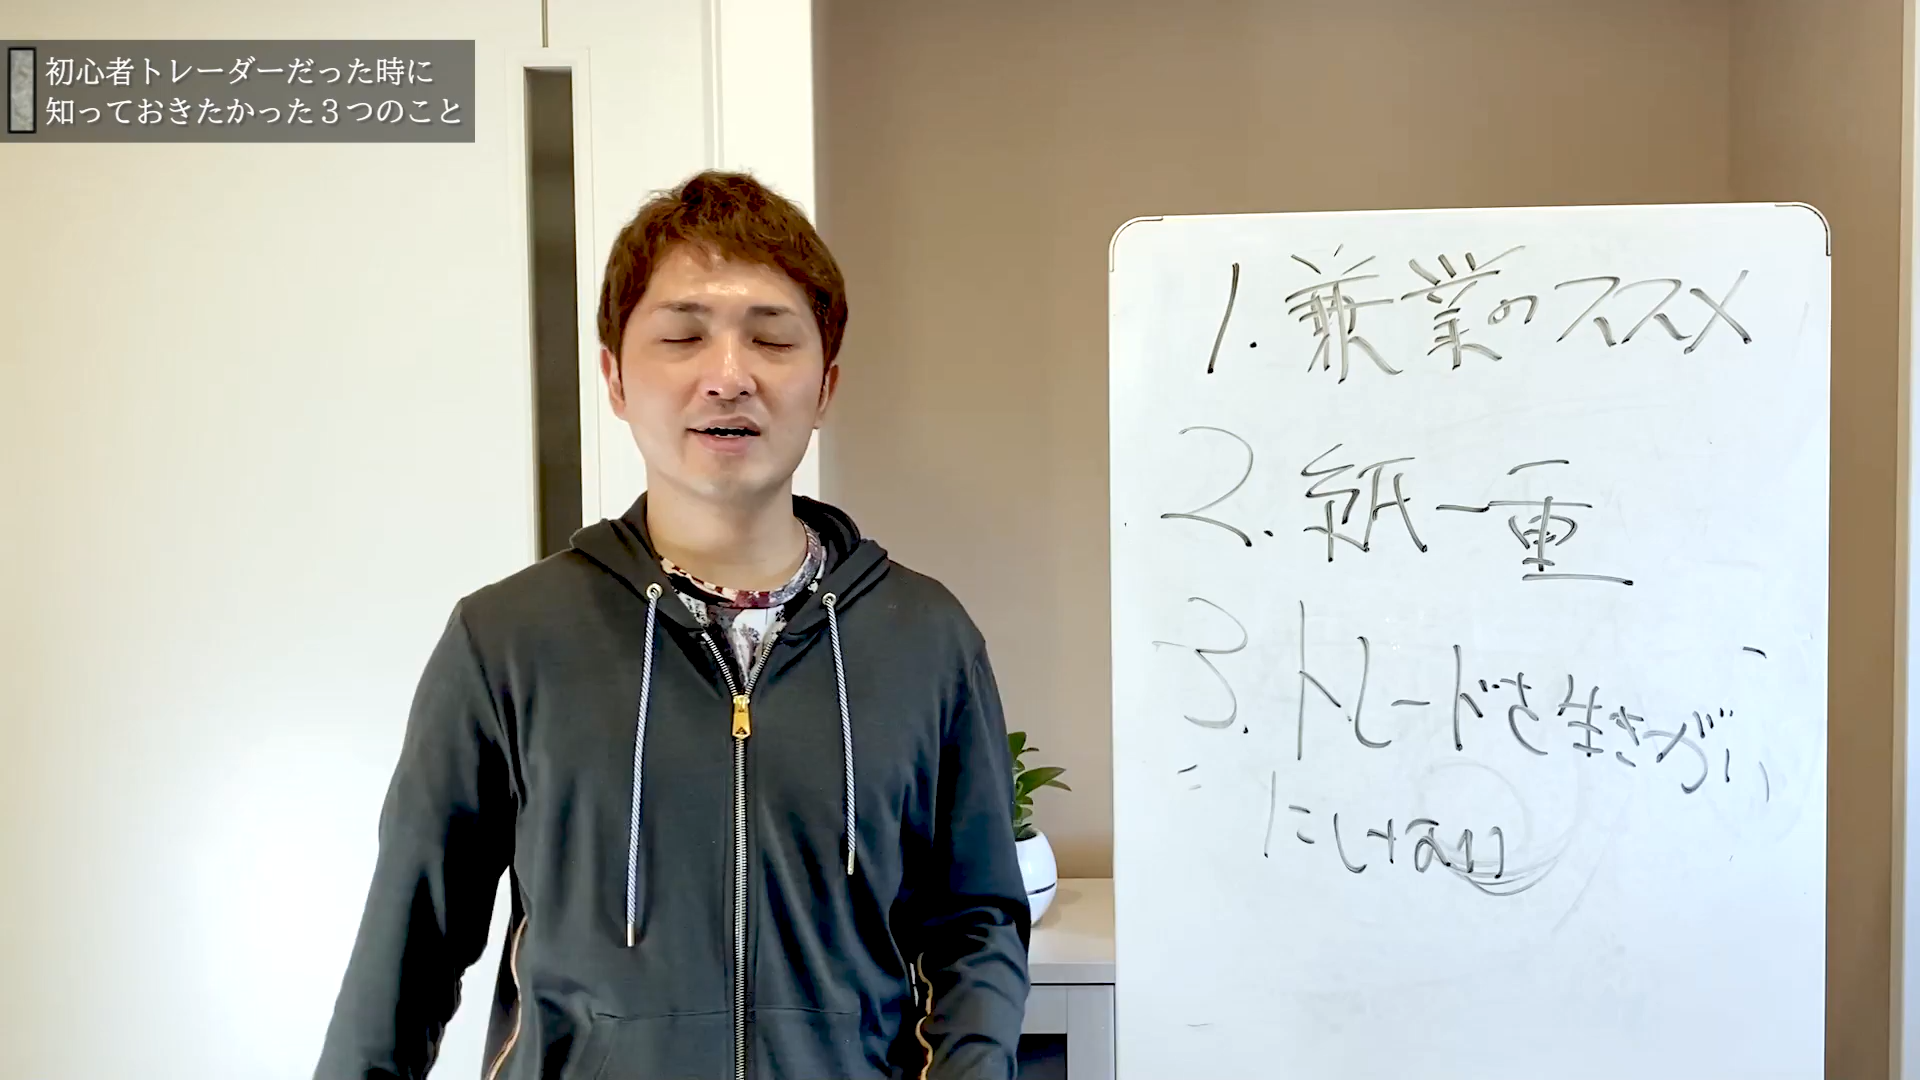 初心者トレーダーだった時に
知っておきたかった３つのこと
1. 兼業のススメ
2. 紙一重
3. トレードを生きがい
にしない